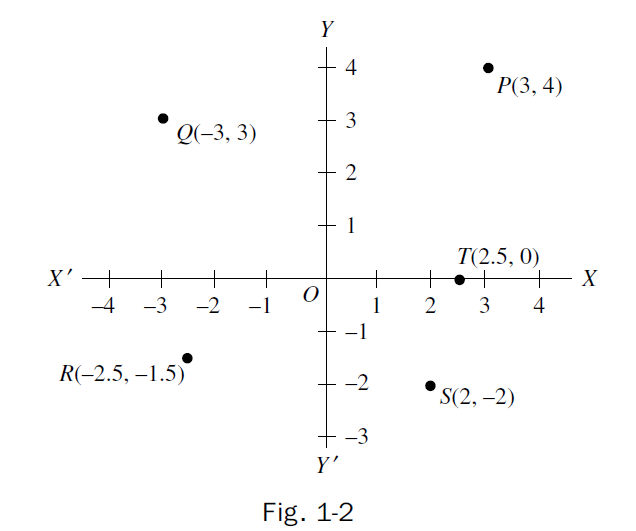 Y
4
P(3, 4)
3
Q(–3, 3)
2
1
T(2.5, 0)
X′
X
–4 –3 –2 –1 O 1 2 3 4
–1
R(–2.5, –1.5)
–2
S(2, –2)
–3
Y′
Fig. 1-2